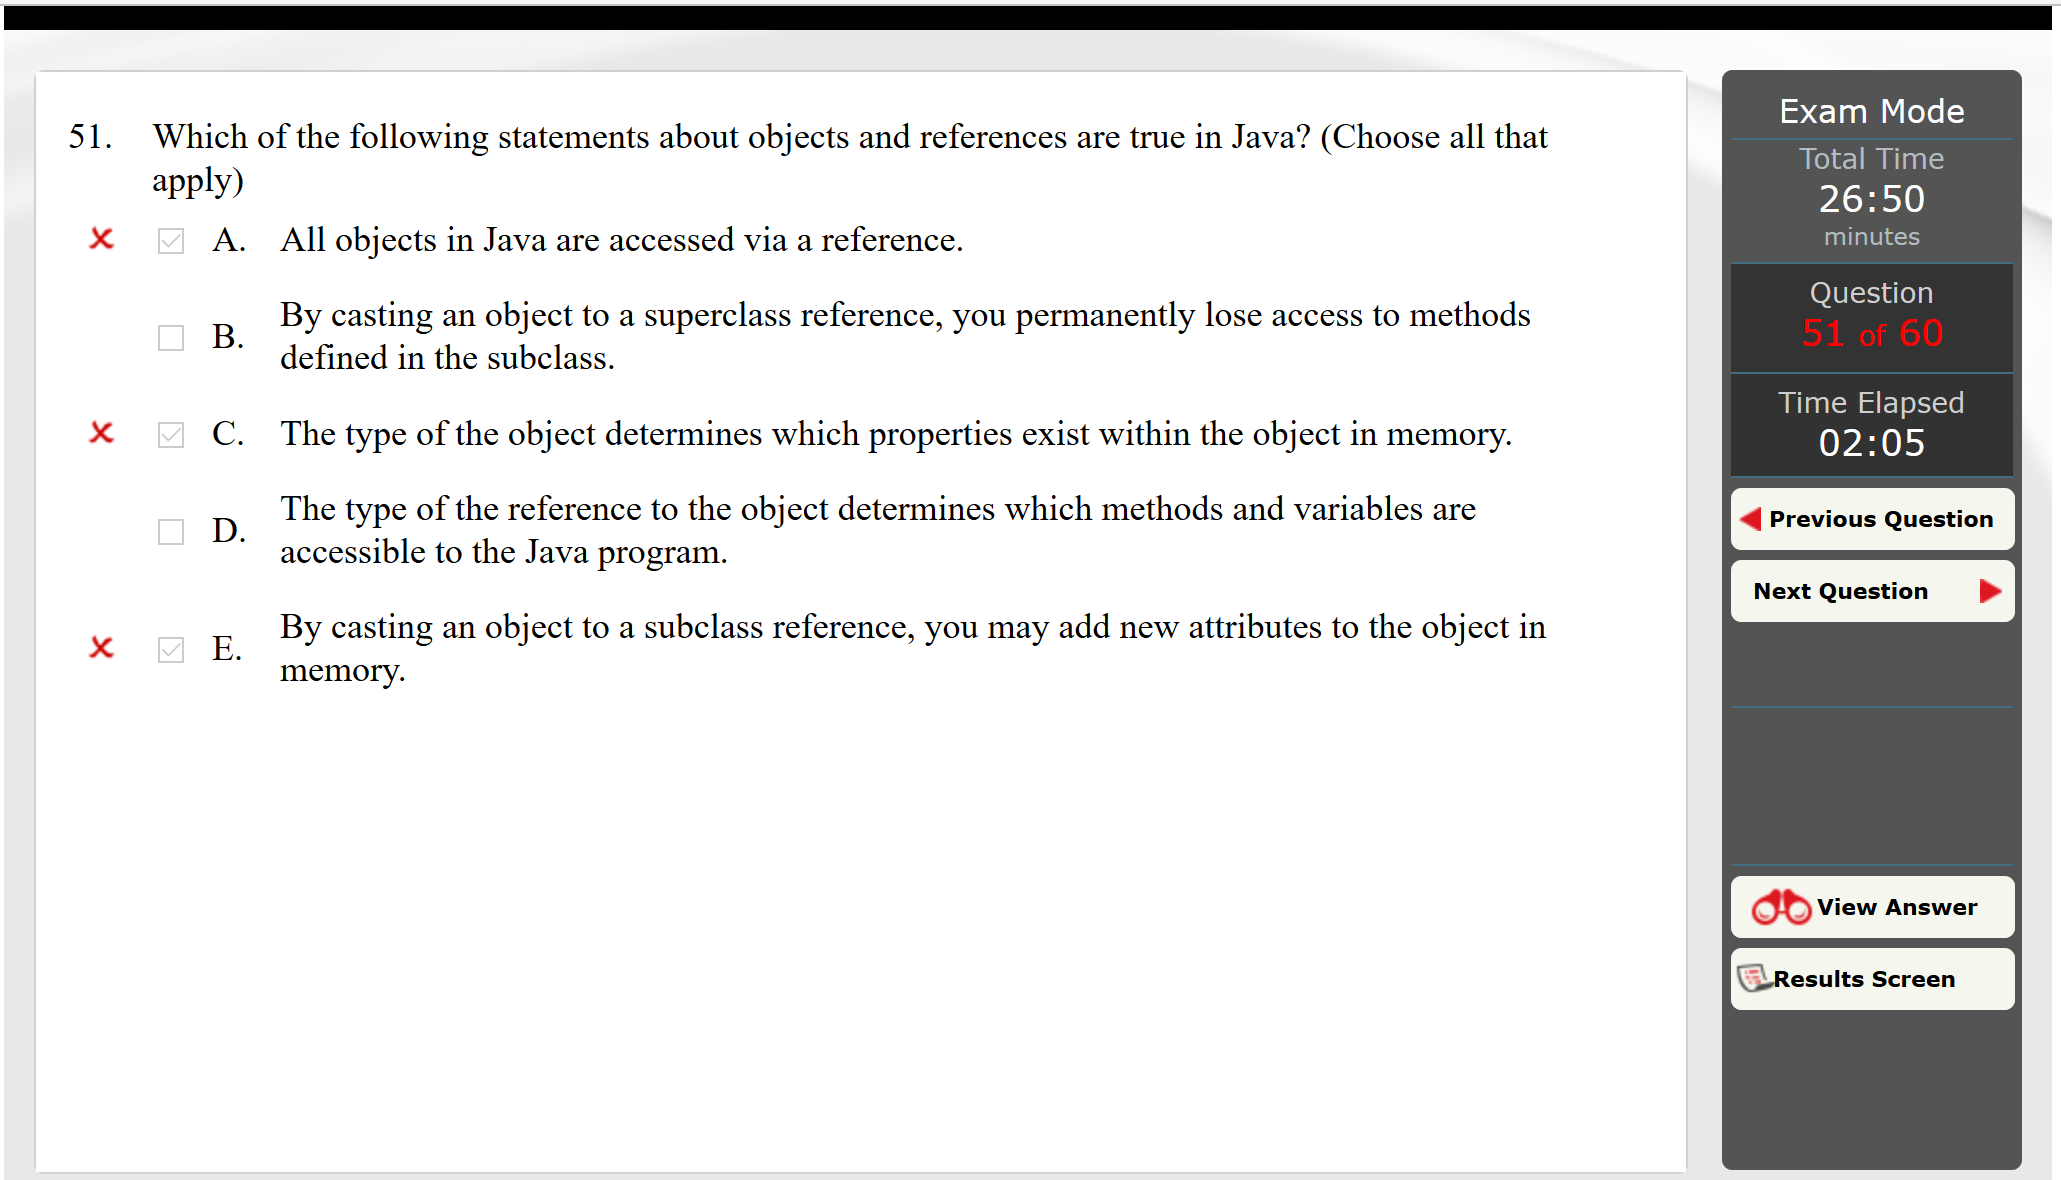 51. Which of the following statements about objects and references are true in Java? (Choose all that
apply)
A. All objects in Java are accessed via a reference.
B. By casting an object to a superclass reference, you permanently lose access to methods
defined in the subclass.
C. The type of the object determines which properties exist within the object in memory.
D. The type of the reference to the object determines which methods and variables are
accessible to the Java program.
E. By casting an object to a subclass reference, you may add new attributes to the object in
memory.
Exam Mode
Total Time
26:50
minutes
Question
51 of 60
Time Elapsed
02:05
Previous Question
Next Question
View Answer
Results Screen